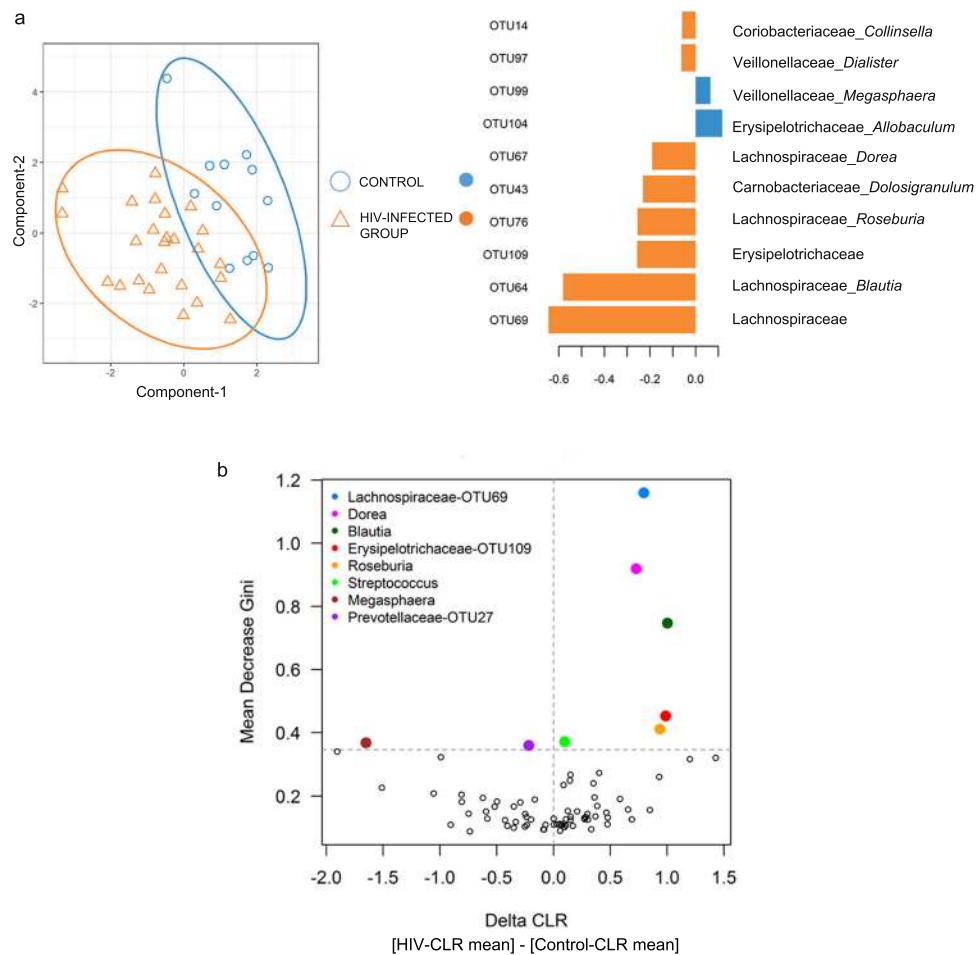 a
Component-2
4
2
0
-2
-2
0
2
Component-1
CONTROL
HIV-INFECTED
GROUP
OTU14
Coriobacteriaceae_Collinsella
OTU97
Veillonellaceae_Dialister
OTU99
Veillonellaceae_Megasphaera
OTU104
Erysipelotrichaceae_Allobaculum
OTU67
Lachnospiraceae_Dorea
OTU43
Carnobacteriaceae_Dolosigranulum
OTU76
Lachnospiraceae_Roseburia
OTU109
Erysipelotrichaceae
OTU64
Lachnospiraceae_Blautia
OTU69
Lachnospiraceae
-0.6
-0.4
-0.2
0.0
b
Mean Decrease Gini
1.2
1.0
0.8
0.6
0.4
0.2
Lachnospiraceae-OTU69
Dorea
Blautia
Erysipelotrichaceae-OTU109
Roseburia
Streptococcus
Megasphaera
Prevotellaceae-OTU27
-2.0
-1.5
-1.0
-0.5
0.0
0.5
1.0
1.5
Delta CLR
[HIV-CLR mean] - [Control-CLR mean]